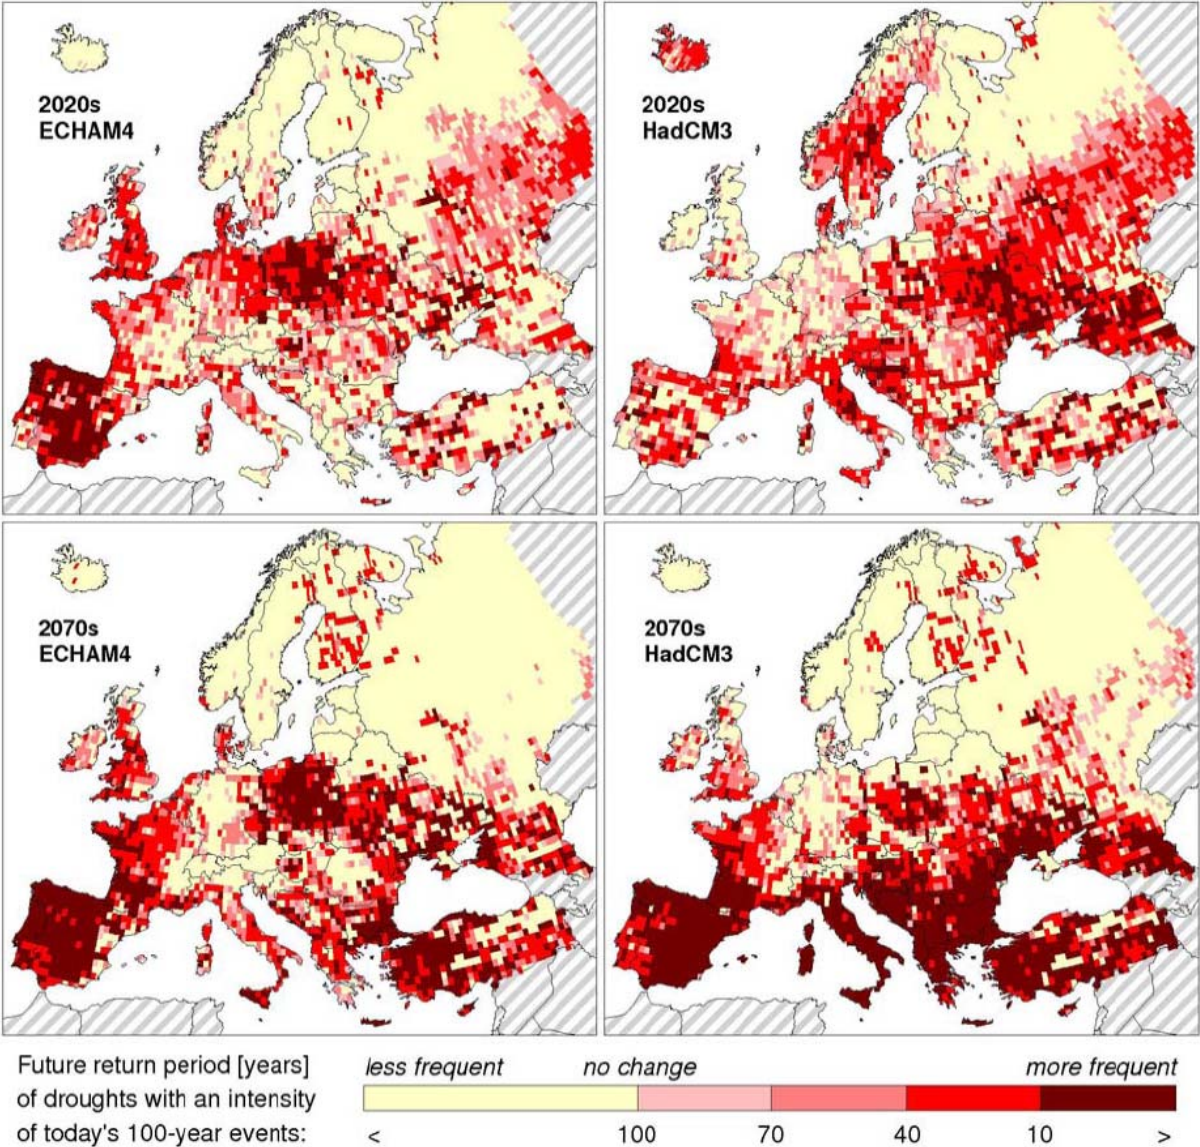 2020s
ECHAM4
2020s
HadCM3
2070s
ECHAM4
2070s
HadCM3
Future return period [years]
of droughts with an intensity
of today's 100-year events:
less frequent no change more frequent
< 100 70 40 10 >